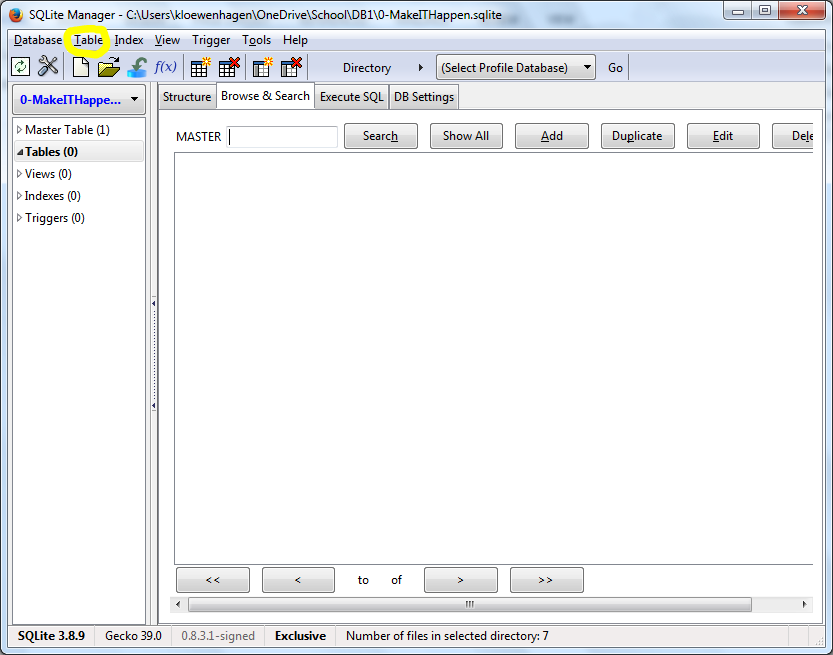 SQLite Manager - C:\Users\kloewenhagen\OneDrive\School\DB1\0-MakeITHappen.sqlite
Database Table Index View Trigger Tools Help
f(x) Directory (Select Profile Database) Go
0-MakeITHappe... Structure Browse & Search Execute SQL DB Settings
Master Table (1)
Tables (0)
Views (0)
Indexes (0)
Triggers (0)
MASTER Search Show All Add Duplicate Edit Dele
<< < to of > >>
SQLite 3.8.9 Gecko 39.0 0.8.3.1-signed Exclusive Number of files in selected directory: 7